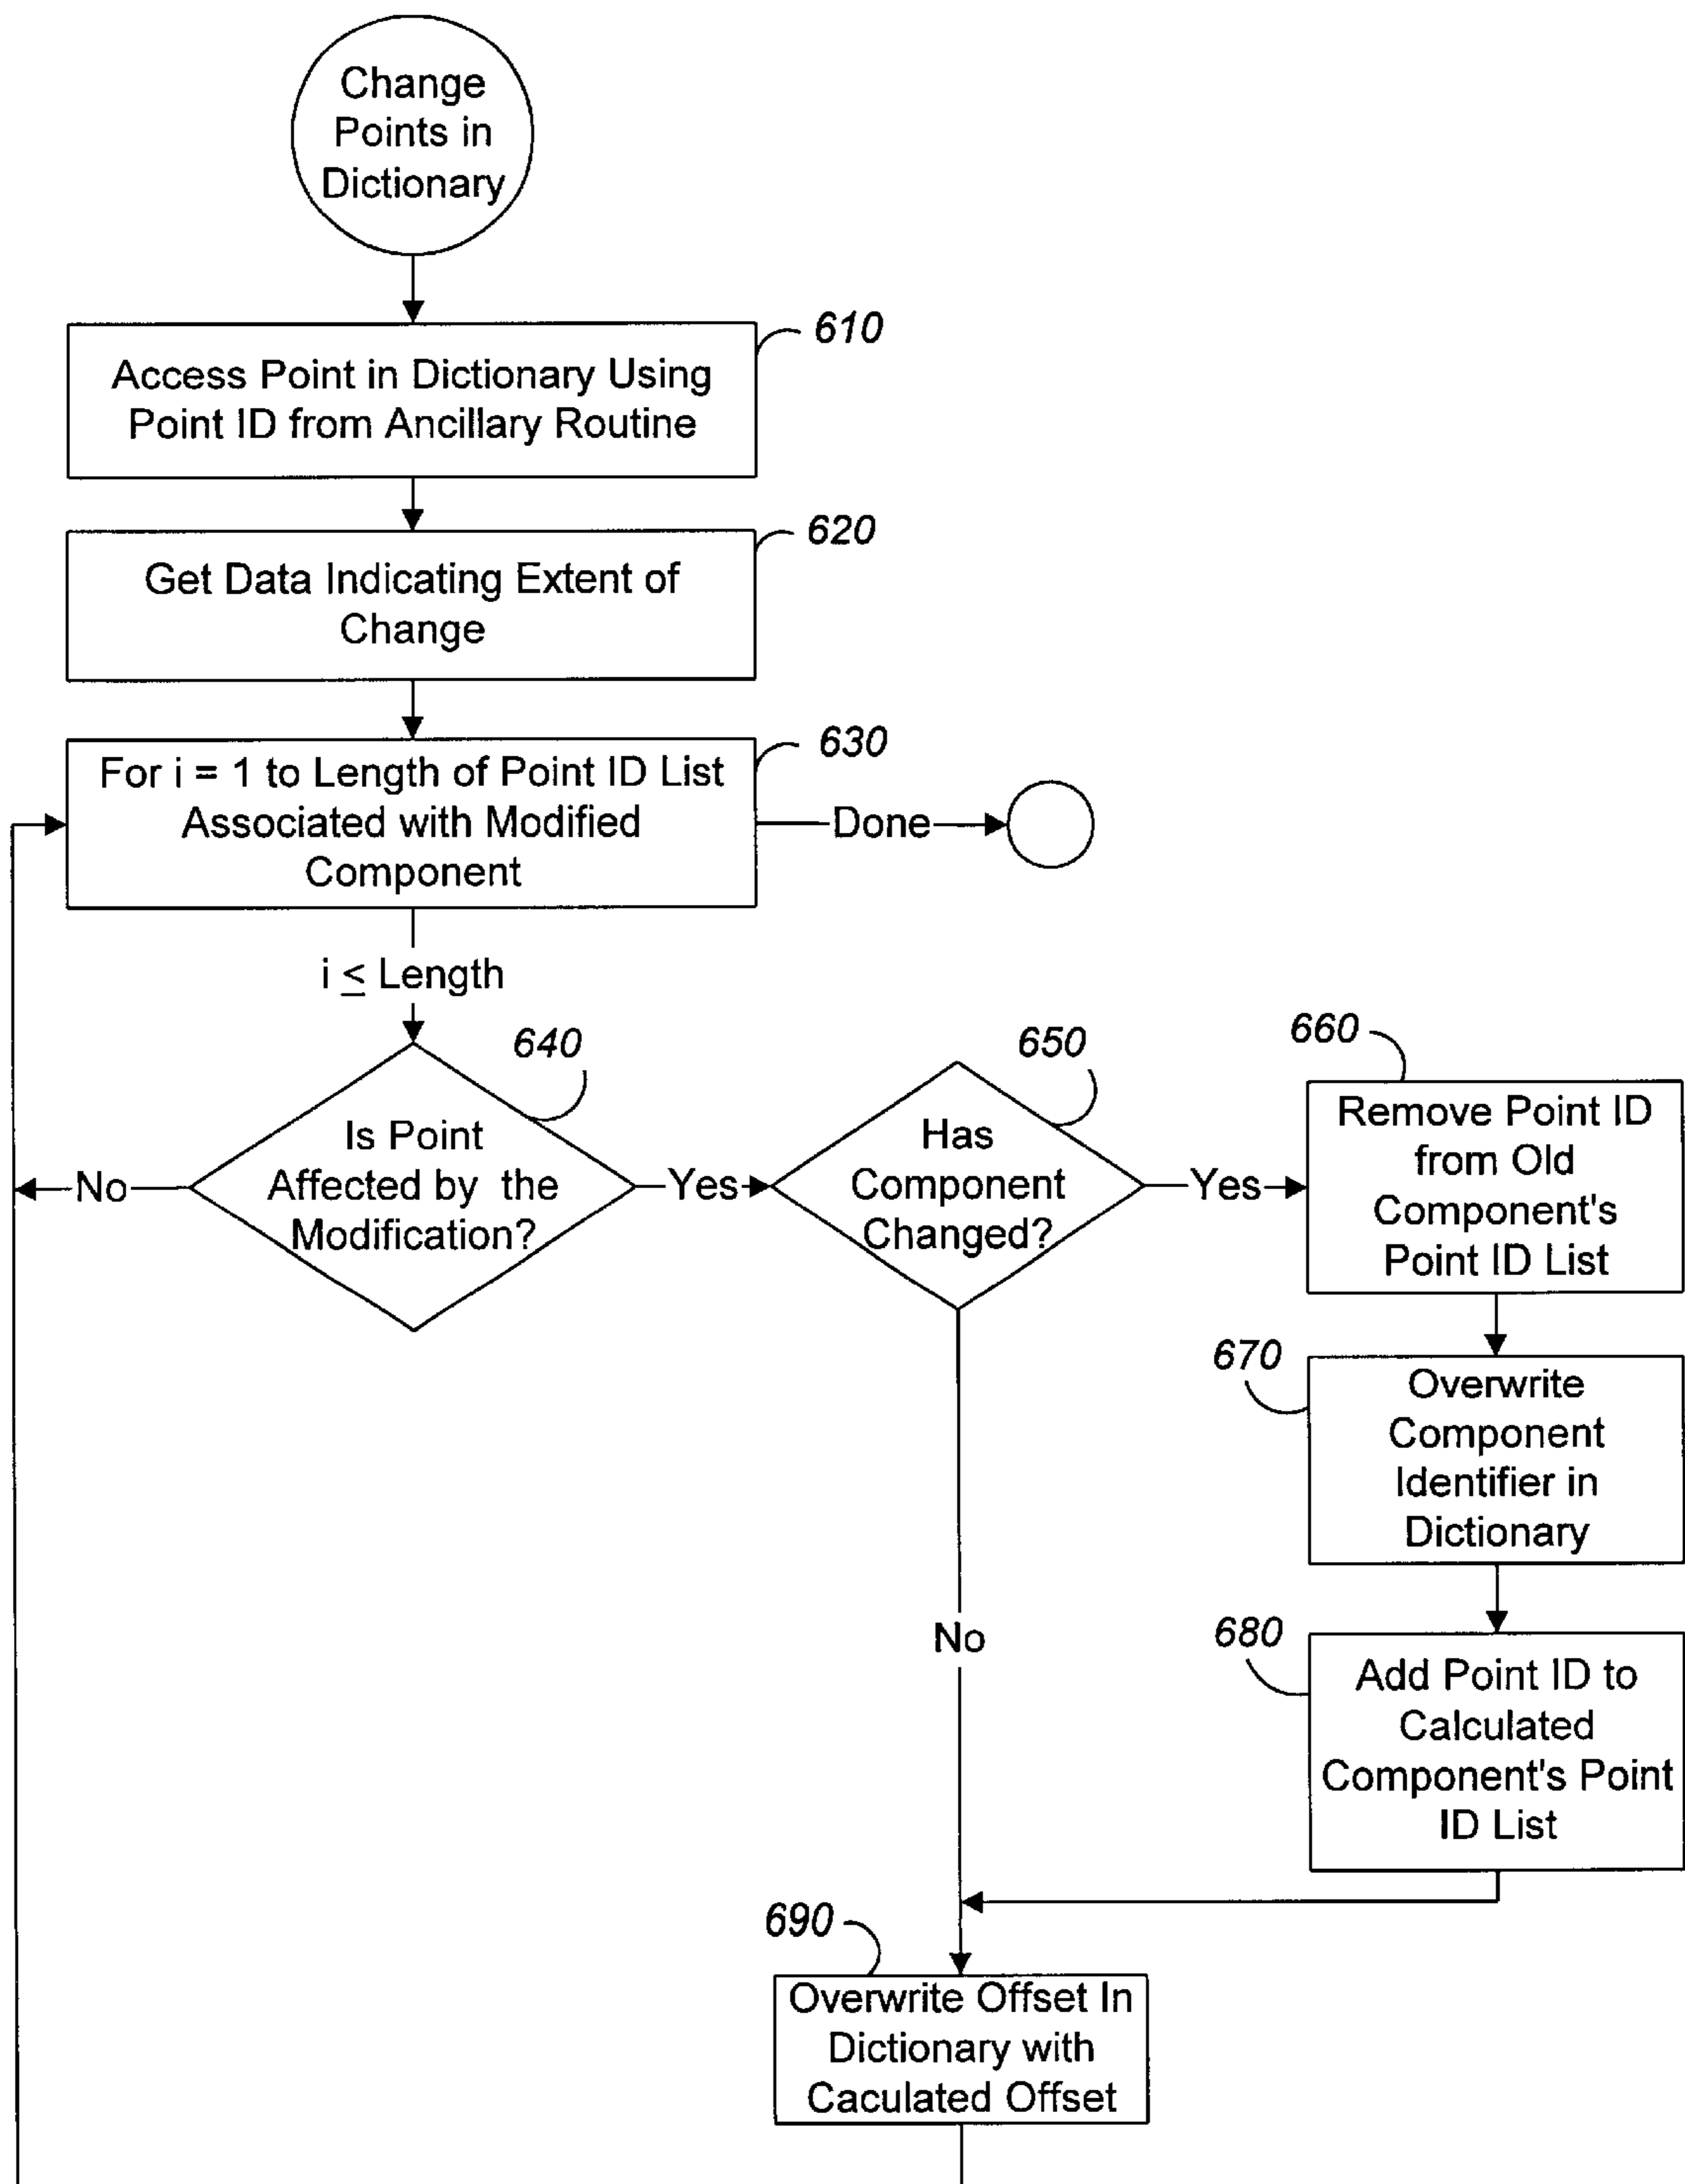 Change
Points in
Dictionary
610
Access Point in Dictionary Using
Point ID from Ancillary Routine
620
Get Data Indicating Extent of
Change
630
For i = 1 to Length of Point ID List
Associated with Modified
Component
Done
i ≤ Length
640
Is Point
Affected by the
Modification?
No
Yes
650
Has
Component
Changed?
Yes
No
660
Remove Point ID
from Old
Component's
Point ID List
670
Overwrite
Component
Identifier in
Dictionary
680
Add Point ID to
Calculated
Component's Point
ID List
690
Overwrite Offset In
Dictionary with
Caculated Offset